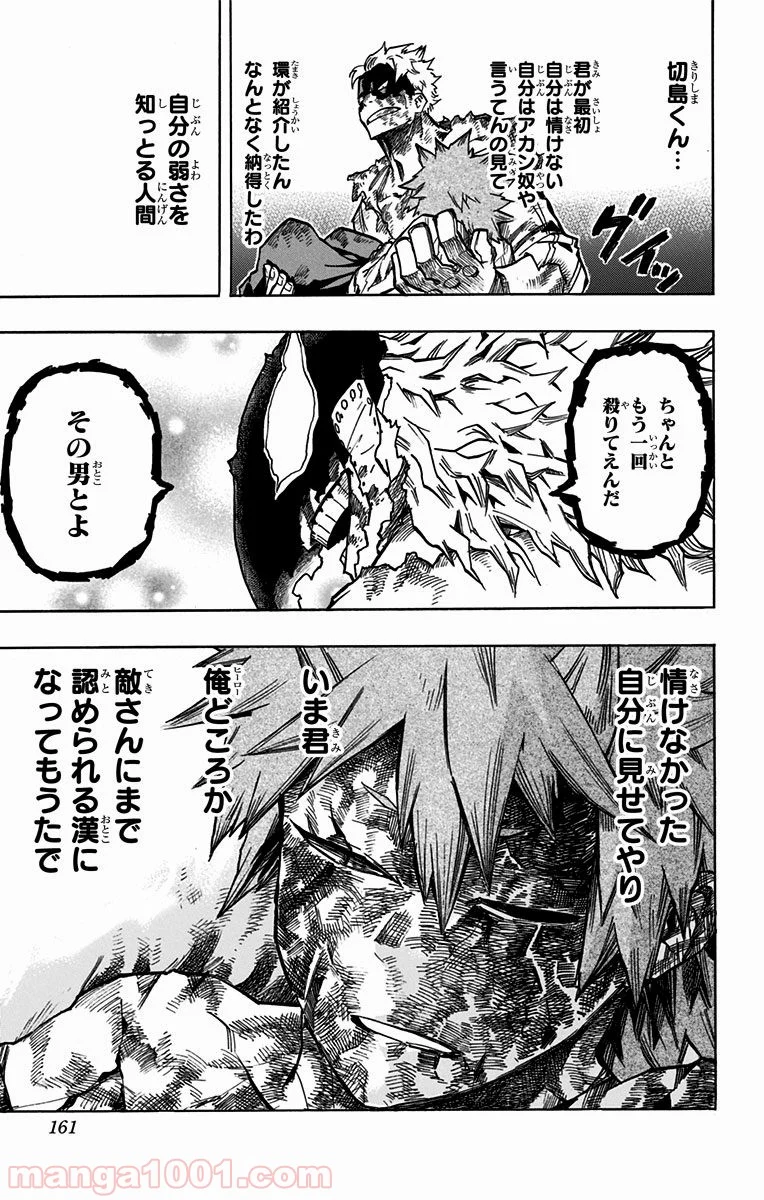 切島くん…
君が最初
自分は情けない
自分はアカン奴や
言うてんの見て
環が紹介したん
なんとなく納得したわ
グイッ
自分の弱さを
知っとる人間
ちゃんと
もう一回
殺りてえんだ
その男とよ
情けなかった
自分に見せてやり
いま君
俺どころか
敵さんにまで
認められる漢に
なってもうたで
161
manga1001.com